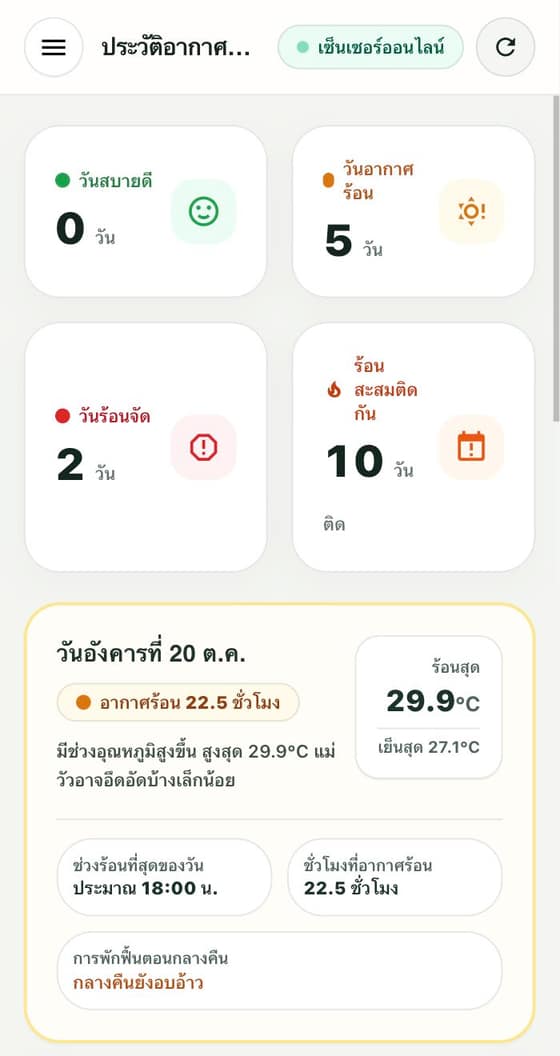 ประวัติอากาศ...
เซ็นเซอร์ออนไลน์
วันสบายดี
0 วัน
วันอากาศ
ร้อน
5 วัน
วันร้อนจัด
2 วัน
ร้อน
สะสมติด
กัน
10 วัน
ติด
วันอังคารที่ 20 ต.ค.
อากาศร้อน 22.5 ชั่วโมง
มีช่วงอุณหภูมิสูงขึ้น สูงสุด 29.9°C แม่
วัวอาจอึดอัดบ้างเล็กน้อย
ร้อนสุด
29.9°C
เย็นสุด 27.1°C
ช่วงร้อนที่สุดของวัน
ประมาณ 18:00 น.
ชั่วโมงที่อากาศร้อน
22.5 ชั่วโมง
การพักฟื้นตอนกลางคืน
กลางคืนยังอบอ้าว